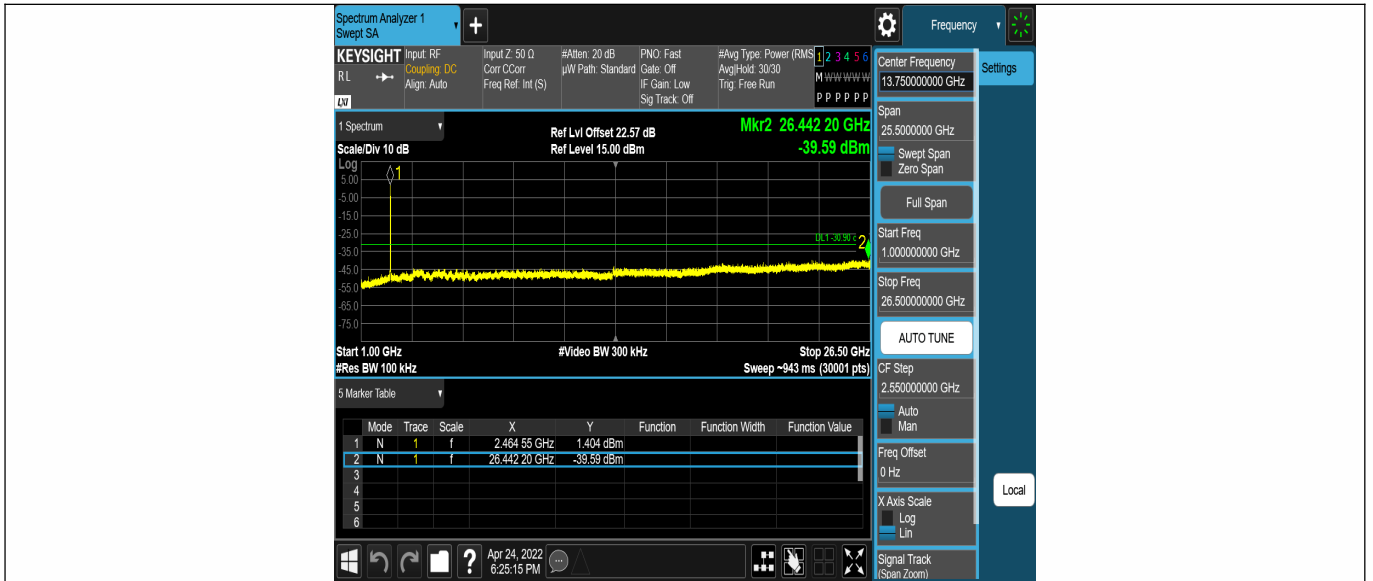 Spectrum Analyzer 1
Swept SA
+
Frequency
KEYSIGHT
RL
LXI
Input: RF
Coupling: DC
Align: Auto
Input Z: 50 Ω
Corr CCorr
Freq Ref: Int (S)
#Atten: 20 dB
µW Path: Standard
PNO: Fast
Gate: Off
IF Gain: Low
Sig Track: Off
#Avg Type: Power (RMS
Avg|Hold: 30/30
Trig: Free Run
1 2 3 4 5 6
M W W W W W
P P P P P P
1 Spectrum
Scale/Div 10 dB
Ref Lvl Offset 22.57 dB
Ref Level 15.00 dBm
Mkr2 26.442 20 GHz
-39.59 dBm
Log
5.00
-5.00
-15.0
-25.0
-35.0
-45.0
-55.0
-65.0
-75.0
1
DL1 -30.90
2
Start 1.00 GHz
#Res BW 100 kHz
#Video BW 300 kHz
Stop 26.50 GHz
Sweep ~943 ms (30001 pts)
5 Marker Table
Mode Trace Scale X Y Function Function Width Function Value
1 N 1 f 2.464 55 GHz 1.404 dBm
2 N 1 f 26.442 20 GHz -39.59 dBm
3
4
5
6
?
Apr 24, 2022
6:25:15 PM
Center Frequency
13.750000000 GHz
Settings
Span
25.5000000 GHz
Swept Span
Zero Span
Full Span
Start Freq
1.000000000 GHz
Stop Freq
26.500000000 GHz
AUTO TUNE
CF Step
2.550000000 GHz
Auto
Man
Freq Offset
0 Hz
X Axis Scale
Log
Lin
Signal Track
(Span Zoom)
Local